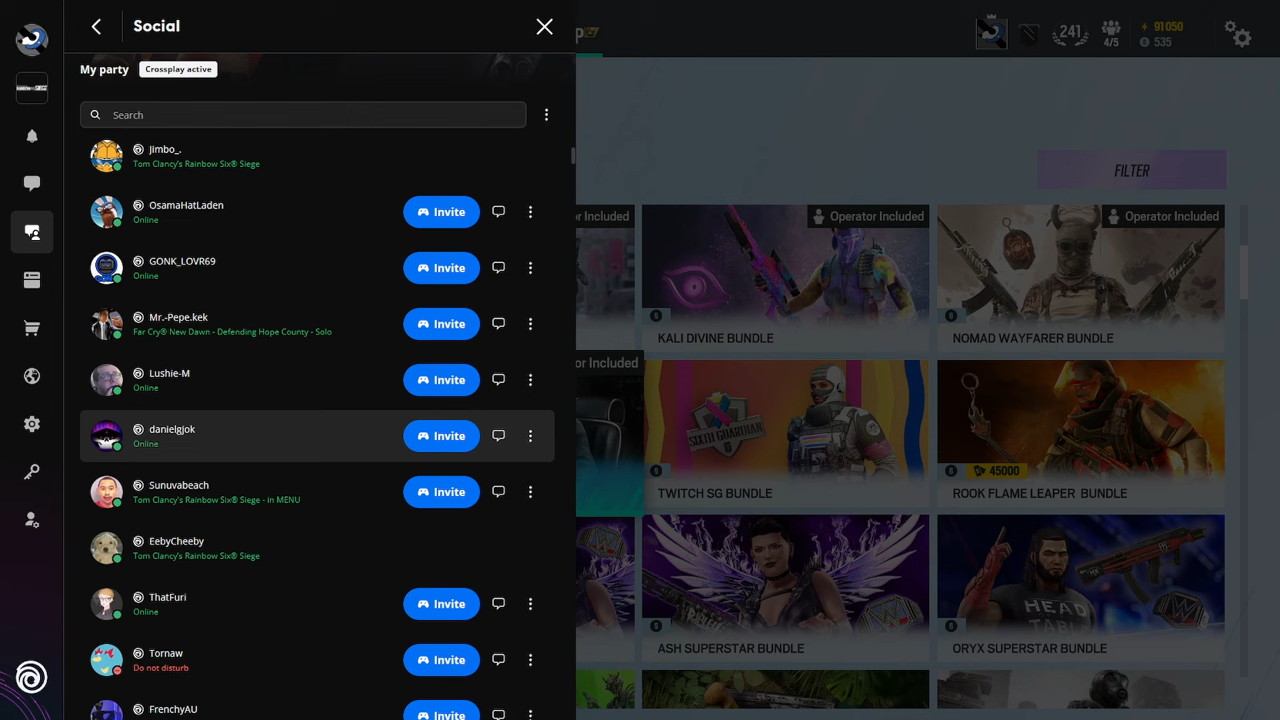 Social
My party
Crossplay active
Search
Jimbo_.
Tom Clancy's Rainbow Six® Siege
OsamaHatLaden
Online
Invite
GONK_LOVR69
Online
Invite
Mr.-Pepe.kek
Far Cry® New Dawn - Defending Hope County - Solo
Invite
Lushie-M
Online
Invite
danielgjok
Online
Invite
Sunuvabeach
Tom Clancy's Rainbow Six® Siege - in MENU
Invite
EebyCheeby
Tom Clancy's Rainbow Six® Siege
ThatFuri
Online
Invite
Tornaw
Do not disturb
Invite
FrenchyAU
Invite
241
4/5
91050
535
FILTER
or Included
Operator Included
Operator Included
KALI DIVINE BUNDLE
NOMAD WAYFARER BUNDLE
or Included
SIXTH GUARDIAN
45000
TWITCH SG BUNDLE
ROOK FLAME LEAPER BUNDLE
HEAD
TABL
ASH SUPERSTAR BUNDLE
ORYX SUPERSTAR BUNDLE